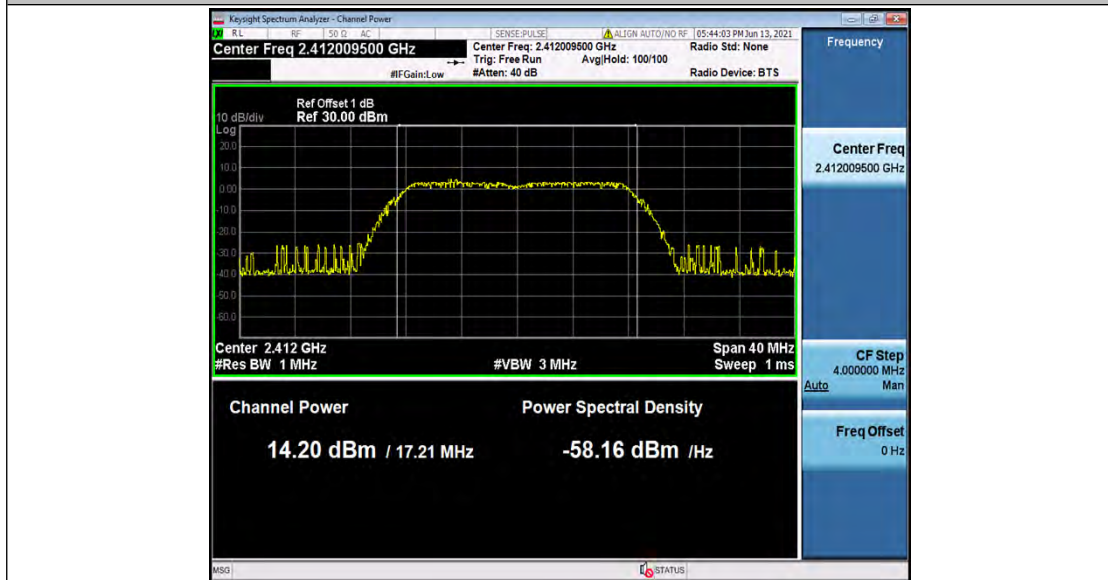 Keysight Spectrum Analyzer - Channel Power
RL RF 50 Ω AC SENSE:PULSE ALIGN AUTO/NO RF 05:44:03 PM Jun 13, 2021
Center Freq 2.412009500 GHz
Center Freq: 2.412009500 GHz Radio Std: None
Trig: Free Run Avg|Hold: 100/100
#IFGain:Low #Atten: 40 dB Radio Device: BTS
Ref Offset 1 dB
10 dB/div Ref 30.00 dBm
Log
20.0
10.0
0.00
-10.0
-20.0
-30.0
-40.0
-50.0
-60.0
Center 2.412 GHz Span 40 MHz
#Res BW 1 MHz #VBW 3 MHz Sweep 1 ms
Channel Power Power Spectral Density
14.20 dBm / 17.21 MHz -58.16 dBm /Hz
MSG STATUS
Frequency
Center Freq
2.412009500 GHz
CF Step
4.000000 MHz
Auto Man
Freq Offset
0 Hz